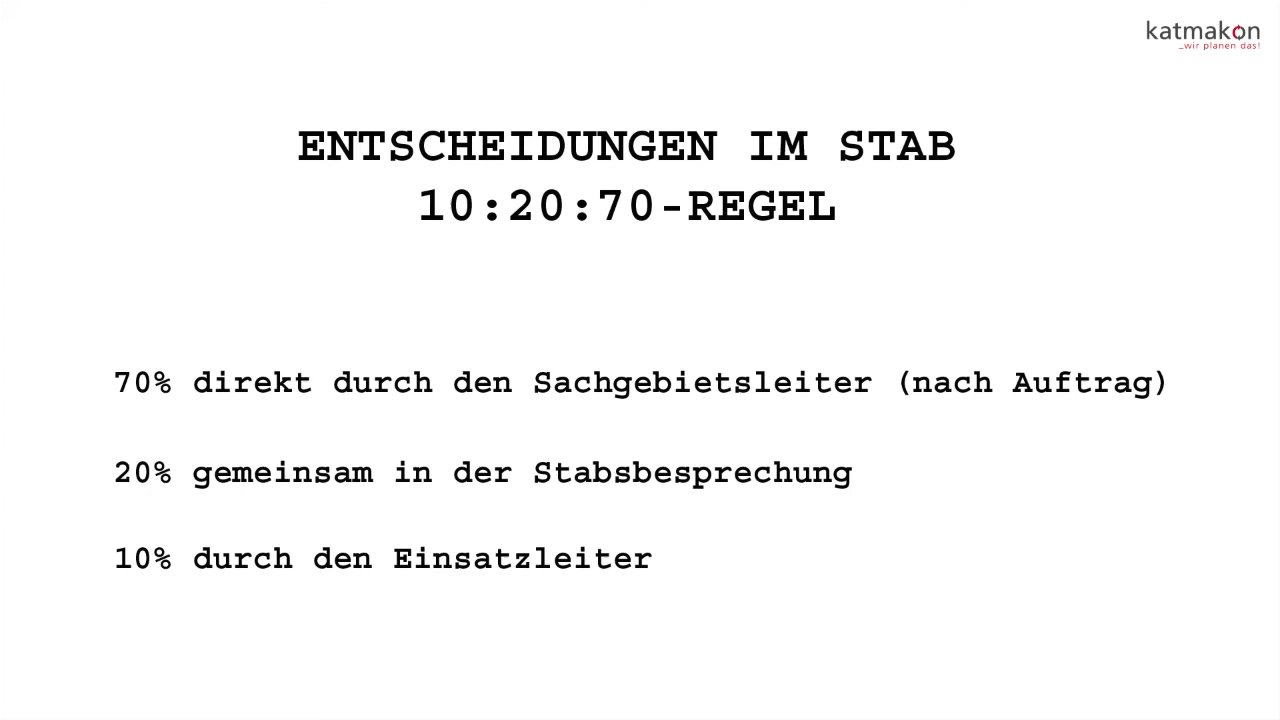 katmakon
_wir planen das!
ENTSCHEIDUNGEN IM STAB
10:20:70-REGEL
70% direkt durch den Sachgebietsleiter (nach Auftrag)
20% gemeinsam in der Stabsbesprechung
10% durch den Einsatzleiter